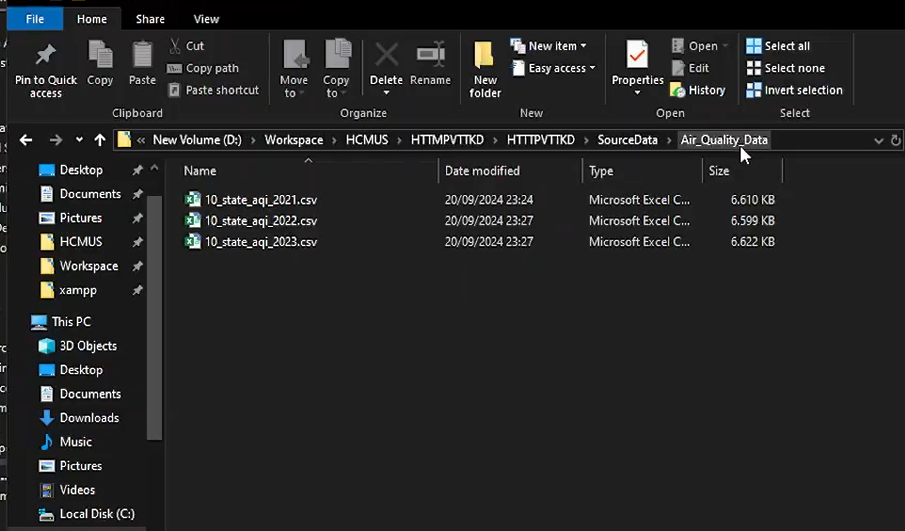 File Home Share View
Pin to Quick access
Copy
Paste
Cut
Copy path
Paste shortcut
Clipboard
Move to
Copy to
Delete
Rename
Organize
New folder
New item
Easy access
New
Properties
Open
Edit
History
Open
Select all
Select none
Invert selection
Select
« New Volume (D:) > Workspace > HCMUS > HTTMPVTTKD > HTTTPVTTKD > SourceData > Air_Quality_Data
Desktop
Documents
Pictures
HCMUS
Workspace
xampp
This PC
3D Objects
Desktop
Documents
Downloads
Music
Pictures
Videos
Local Disk (C:)
Name Date modified Type Size
10_state_aqi_2021.csv 20/09/2024 23:24 Microsoft Excel C... 6.610 KB
10_state_aqi_2022.csv 20/09/2024 23:27 Microsoft Excel C... 6.599 KB
10_state_aqi_2023.csv 20/09/2024 23:27 Microsoft Excel C... 6.622 KB